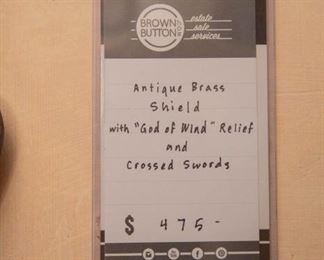 BROWN
BUTTON
estate
sale
services
Antique Brass
Shield
with "God of Wind" Relief
and
Crossed Swords
$ 475-